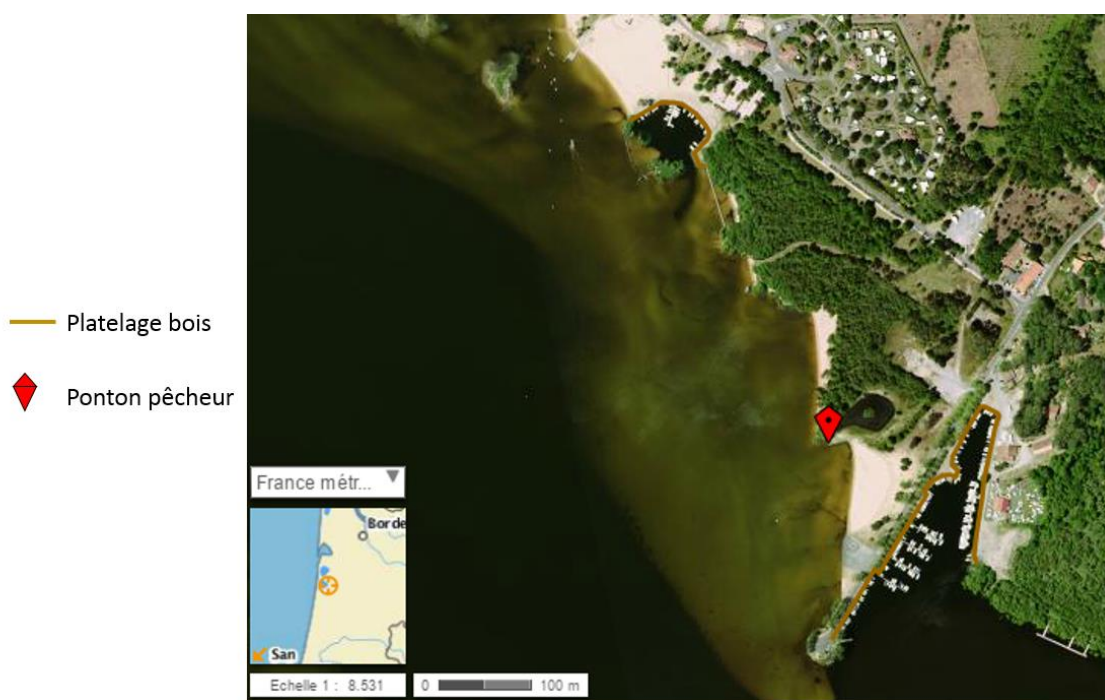 Platelage bois
Ponton pêcheur
France métr...
Borde
San
Echelle 1 : 8.531
0 100 m